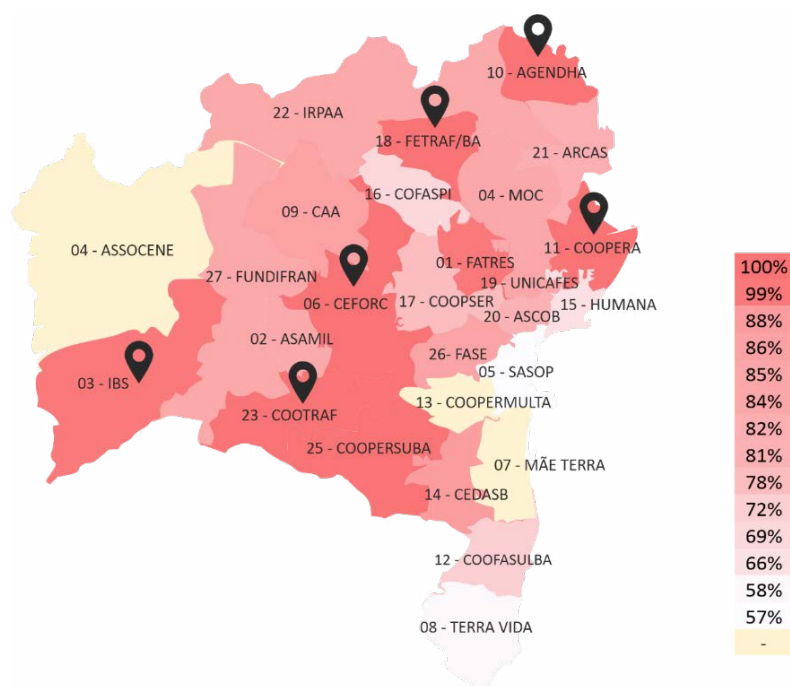 10 - AGENDHA
22 - IRPAA
18 - FETRAF/BA
21 - ARCAS
16 - COFASPI
04 - MOC
09 - CAA
04 - ASSOCENE
11 - COOPERA
01 - FATRES
27 - FUNDIFRAN
19 - UNICAFES
06 - CEFORC
17 - COOPSER
15 - HUMANA
20 - ASCOB
02 - ASAMIL
26 - FASE
05 - SASOP
03 - IBS
13 - COOPERMULTA
23 - COOTRAF
25 - COOPERSUBA
07 - MÃE TERRA
14 - CEDASB
12 - COOFASULBA
08 - TERRA VIDA
100%
99%
88%
86%
85%
84%
82%
81%
78%
72%
69%
66%
58%
57%
-